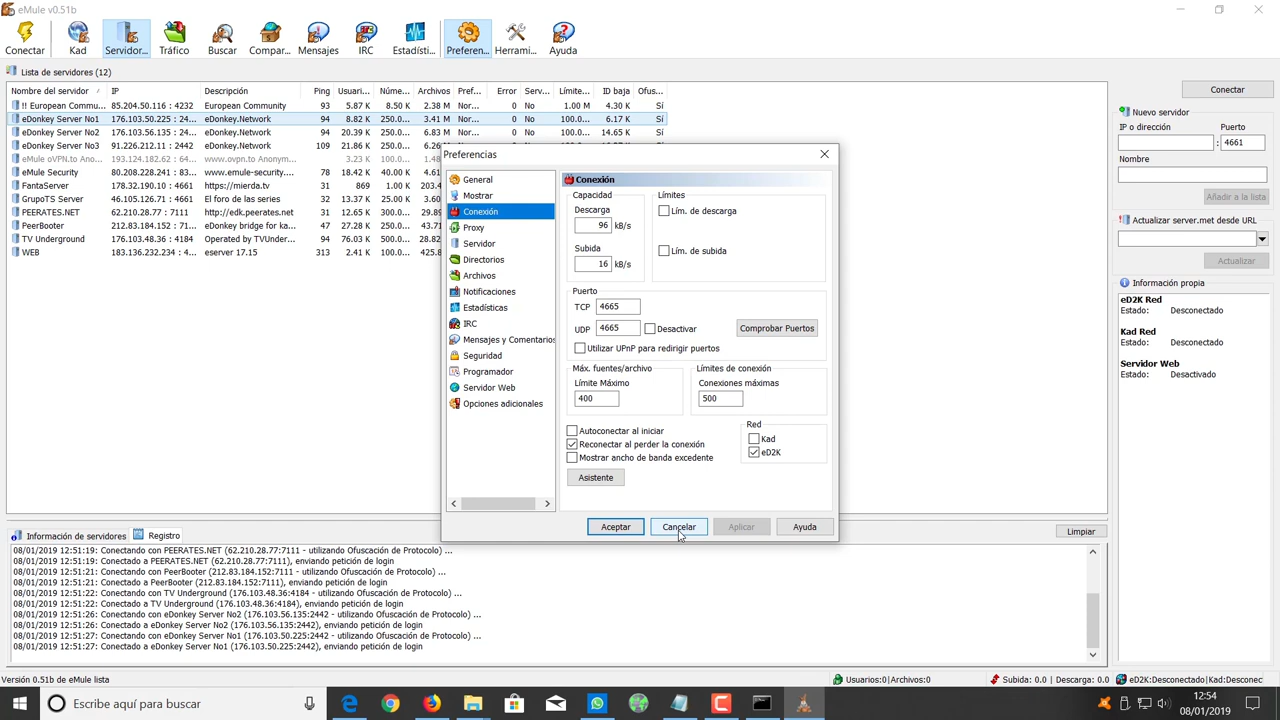 eMule v0.51b
Conectar
Kad
Servidor...
Tráfico
Buscar
Compar...
Mensajes
IRC
Estadísti...
Preferen...
Herrami...
Ayuda
Lista de servidores (12)
Nombre del servidor IP Descripción Ping Usuari... Núme... Archivos Pref... Error Serv... Límite... ID baja Ofus...
!! European Commu... 85.204.50.116 : 4232 European Community 93 5.87 K 8.50 K 2.38 M Nor... 0 No 1.00 M 4.30 K Sí
eDonkey Server No1 176.103.50.225 : 24... eDonkey.Network 94 8.82 K 250.0... 3.41 M Nor... 0 No 100.0... 6.17 K Sí
eDonkey Server No2 176.103.56.135 : 24... eDonkey.Network 94 20.39 K 250.0... 6.83 M Nor... 0 No 100.0... 14.65 K Sí
eDonkey Server No3 91.226.212.11 : 2442 eDonkey.Network 109 21.86 K 250.0...
eMule oVPN.to Ano... 193.124.182.62 : 44... www.ovpn.to Anonym...
eMule Security 80.208.228.241 : 4... www.emule-security... 78 18.42 K 40.00 K
FantaServer 178.32.190.10 : 4661 https://mierda.tv 31 869 1.00 K 203.4
GrupoTS Server 46.105.126.71 : 4661 El foro de las series 32 13.37 K 25.00 K
PEERATES.NET 62.210.28.77 : 7111 http://edk.peerates.net 31 12.65 K 300.0... 29.89
PeerBooter 212.83.184.152 : 71... eDonkey bridge for ka... 47 27.28 K 200.0... 43.71
TV Underground 176.103.48.36 : 4184 Operated by TVUnder... 94 76.03 K 500.0... 28.82
WEB 183.136.232.234 : ... eserver 17.15 313 2.41 K 100.0... 425.8
Preferencias
General
Mostrar
Conexión
Proxy
Servidor
Directorios
Archivos
Notificaciones
Estadísticas
IRC
Mensajes y Comentarios
Seguridad
Programador
Servidor Web
Opciones adicionales
Conexión
Capacidad
Descarga
96 kB/s
Subida
16 kB/s
Límites
Lím. de descarga
Lím. de subida
Puerto
TCP 4665
UDP 4665 Desactivar
Comprobar Puertos
Utilizar UPnP para redirigir puertos
Máx. fuentes/archivo
Límite Máximo
400
Límites de conexión
Conexiones máximas
500
Autoconectar al iniciar
Reconectar al perder la conexión
Mostrar ancho de banda excedente
Red
Kad
eD2K
Asistente
Aceptar
Cancelar
Aplicar
Ayuda
Conectar
Nuevo servidor
IP o dirección Puerto
: 4661
Nombre
Añadir a la lista
Actualizar server.met desde URL
Actualizar
Información propia
eD2K Red
Estado: Desconectado
Kad Red
Estado: Desconectado
Servidor Web
Estado: Desactivado
Información de servidores
Registro
Limpiar
08/01/2019 12:51:19: Conectando con PEERATES.NET (62.210.28.77:7111 - utilizando Ofuscación de Protocolo) ...
08/01/2019 12:51:19: Conectado a PEERATES.NET (62.210.28.77:7111), enviando petición de login
08/01/2019 12:51:21: Conectando con PeerBooter (212.83.184.152:7111 - utilizando Ofuscación de Protocolo) ...
08/01/2019 12:51:21: Conectado a PeerBooter (212.83.184.152:7111), enviando petición de login
08/01/2019 12:51:22: Conectando con TV Underground (176.103.48.36:4184 - utilizando Ofuscación de Protocolo) ...
08/01/2019 12:51:22: Conectado a TV Underground (176.103.48.36:4184), enviando petición de login
08/01/2019 12:51:26: Conectando con eDonkey Server No2 (176.103.56.135:2442 - utilizando Ofuscación de Protocolo) ...
08/01/2019 12:51:26: Conectado a eDonkey Server No2 (176.103.56.135:2442), enviando petición de login
08/01/2019 12:51:27: Conectando con eDonkey Server No1 (176.103.50.225:2442 - utilizando Ofuscación de Protocolo) ...
08/01/2019 12:51:27: Conectado a eDonkey Server No1 (176.103.50.225:2442), enviando petición de login
Versión 0.51b de eMule lista
Usuarios:0|Archivos:0
Subida: 0.0 | Descarga: 0.0
eD2K:Desconectado|Kad:Desconec
Escribe aquí para buscar
12:54
08/01/2019